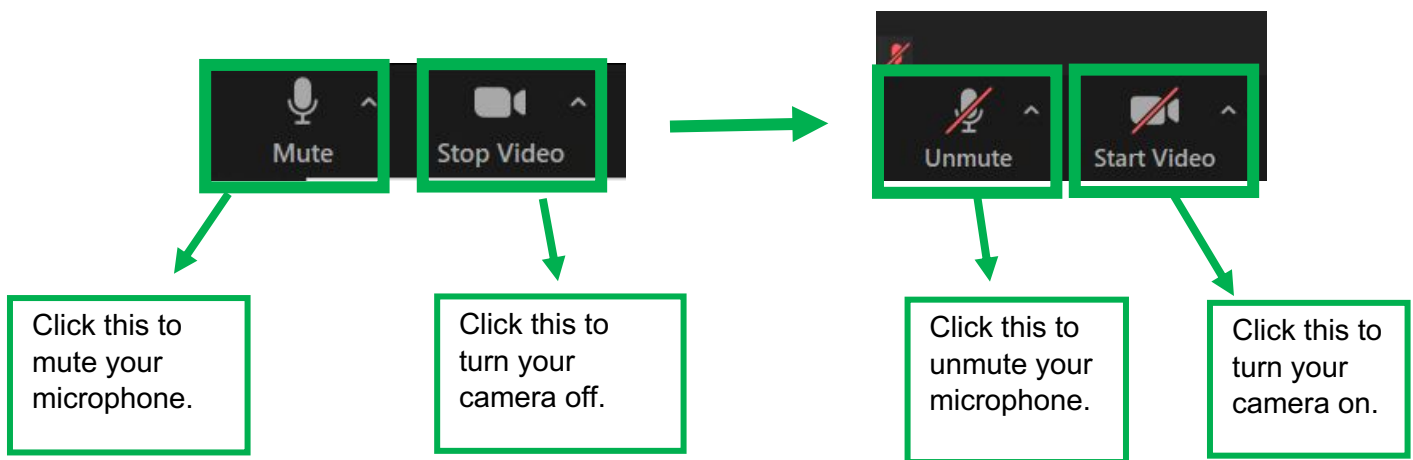 Mute
Stop Video
Unmute
Start Video
Click this to
mute your
microphone.
Click this to
turn your
camera off.
Click this to
unmute your
microphone.
Click this to
turn your
camera on.